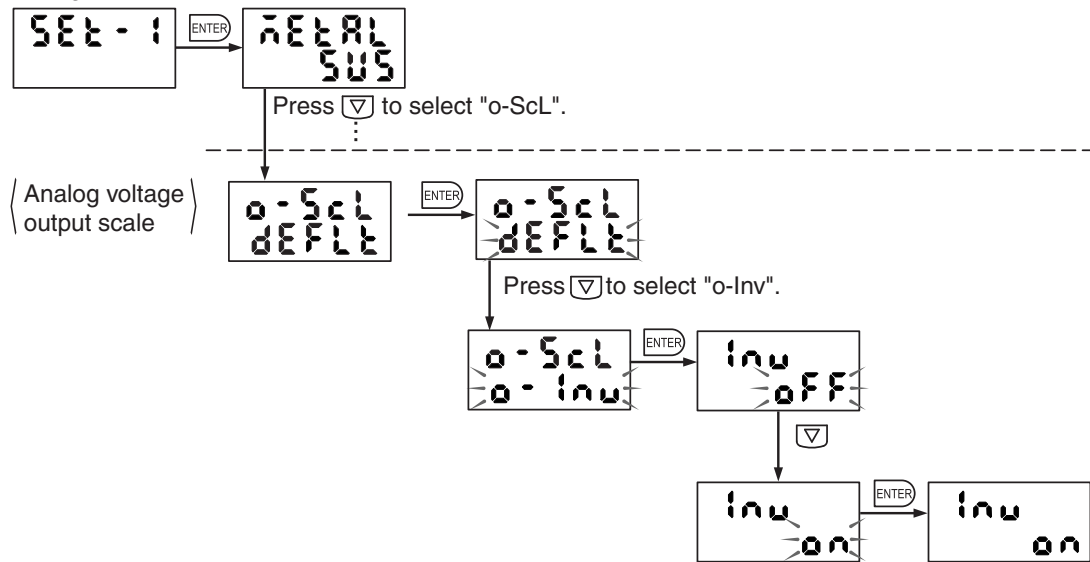 SEt-1
ENTER
MEtAL
SUS
Press ▽ to select "o-ScL".
Analog voltage
output scale
o-ScL
dEFLt
ENTER
o-ScL
dEFLt
Press ▽ to select "o-Inv".
o-ScL
o-Inv
ENTER
Inv
oFF
▽
Inv
on
ENTER
Inv
on